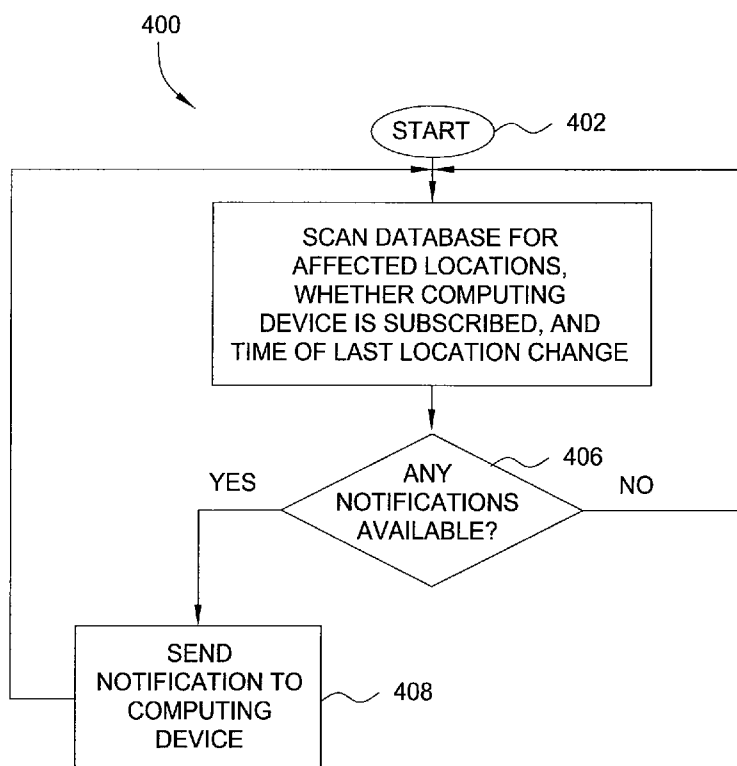 400
START
402
SCAN DATABASE FOR
AFFECTED LOCATIONS,
WHETHER COMPUTING
DEVICE IS SUBSCRIBED, AND
TIME OF LAST LOCATION CHANGE
406
YES
ANY
NOTIFICATIONS
AVAILABLE?
NO
SEND
NOTIFICATION TO
COMPUTING
DEVICE
408